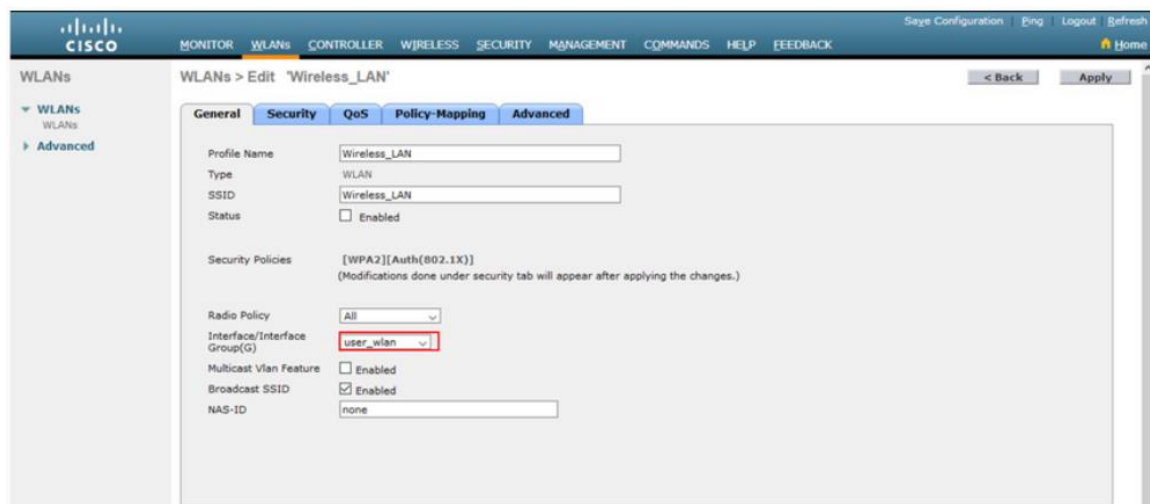 Save Configuration Ping Logout Refresh
CISCO MONITOR WLANs CONTROLLER WIRELESS SECURITY MANAGEMENT COMMANDS HELP FEEDBACK Home
WLANs
WLANs > Edit 'Wireless_LAN'
< Back Apply
WLANs
WLANs
Advanced
General Security QoS Policy-Mapping Advanced
Profile Name Wireless_LAN
Type WLAN
SSID Wireless_LAN
Status Enabled
Security Policies [WPA2][Auth(802.1X)]
(Modifications done under security tab will appear after applying the changes.)
Radio Policy All
Interface/Interface
Group(G) user_wlan
Multicast Vlan Feature Enabled
Broadcast SSID Enabled
NAS-ID none